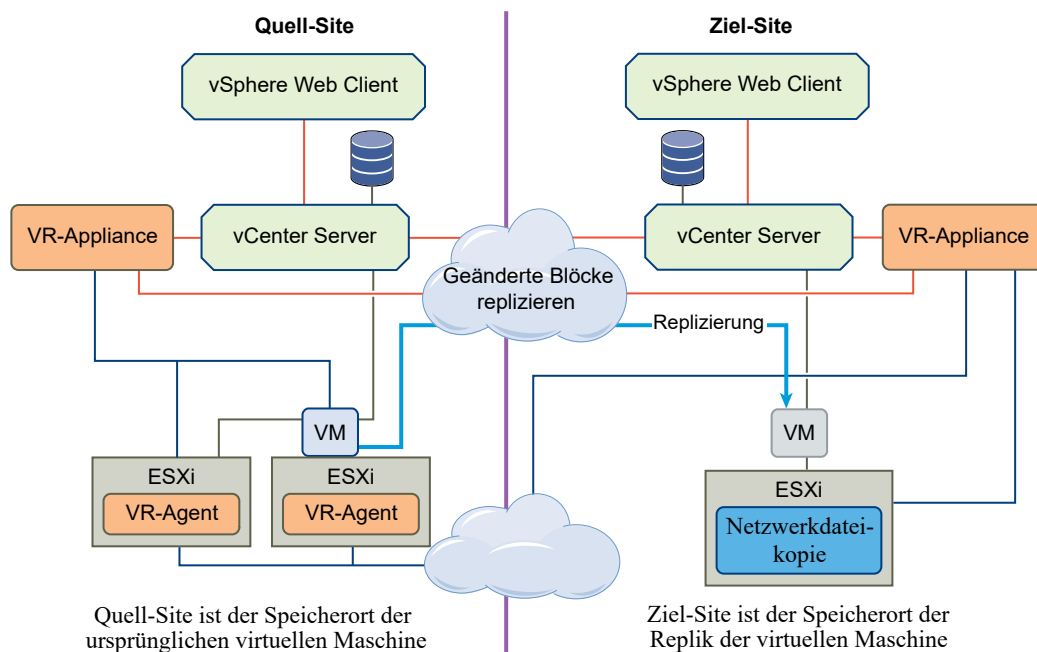 Quell-Site
Ziel-Site
vSphere Web Client
vSphere Web Client
VR-Appliance
vCenter Server
vCenter Server
VR-Appliance
Geänderte Blöcke
replizieren
Replizierung
VM
VM
ESXi
VR-Agent
ESXi
VR-Agent
ESXi
Netzwerkdatei-
kopie
Quell-Site ist der Speicherort der
ursprünglichen virtuellen Maschine
Ziel-Site ist der Speicherort der
Replik der virtuellen Maschine